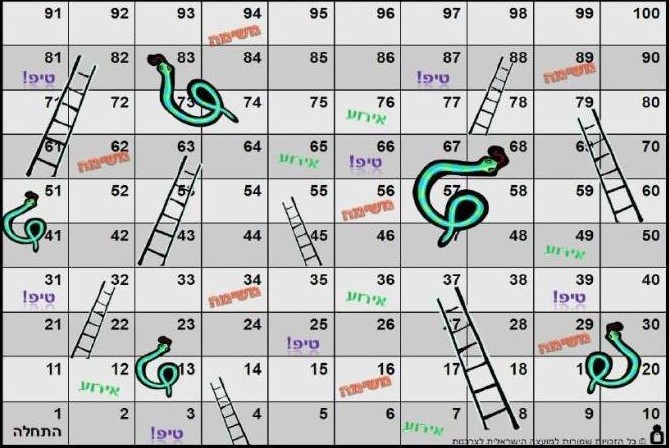 91 92 93 94 95 96 97 98 99 100
משימה
81 82 83 84 85 86 87 88 89 90
טיפ! טיפ! משימה
71 72 73 74 75 76 77 78 79 80
אירוע
61 62 63 64 65 66 67 68 70
משימה אירוע טיפ!
51 52 53 54 55 56 57 58 59 60
משימה
41 42 43 44 45 46 48 49 50
אירוע
31 32 33 34 35 36 37 38 39 40
טיפ! משימה אירוע טיפ!
21 22 23 24 25 26 27 28 29 30
טיפ! משימה
11 12 13 14 15 16 17 18 20
אירוע משימה
1 2 3 4 5 6 7 8 9 10
התחלה טיפ! אירוע
© כל הזכויות שמורות למועצה הישראלית לצרכנות